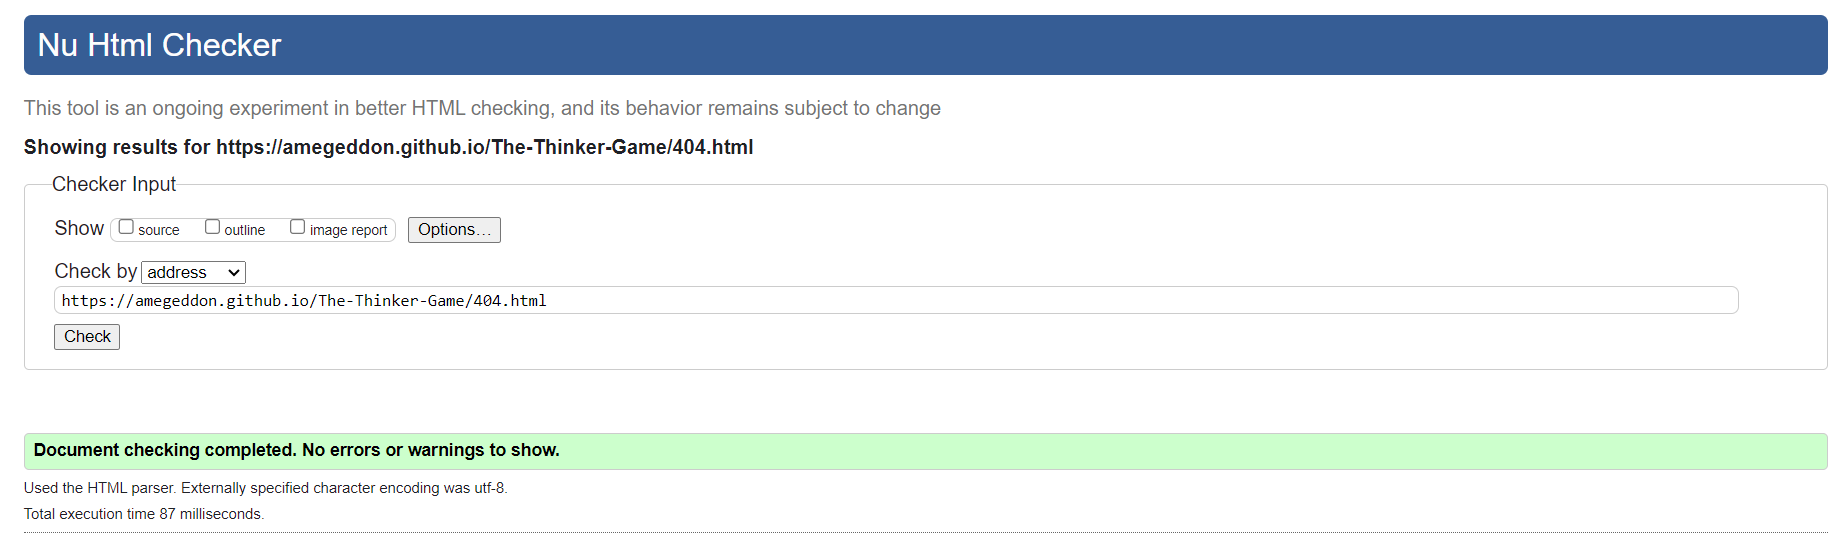 Nu Html Checker
This tool is an ongoing experiment in better HTML checking, and its behavior remains subject to change
Showing results for https://amegeddon.github.io/The-Thinker-Game/404.html
Checker Input
Show source outline image report Options...
Check by address
https://amegeddon.github.io/The-Thinker-Game/404.html
Check
Document checking completed. No errors or warnings to show.
Used the HTML parser. Externally specified character encoding was utf-8.
Total execution time 87 milliseconds.